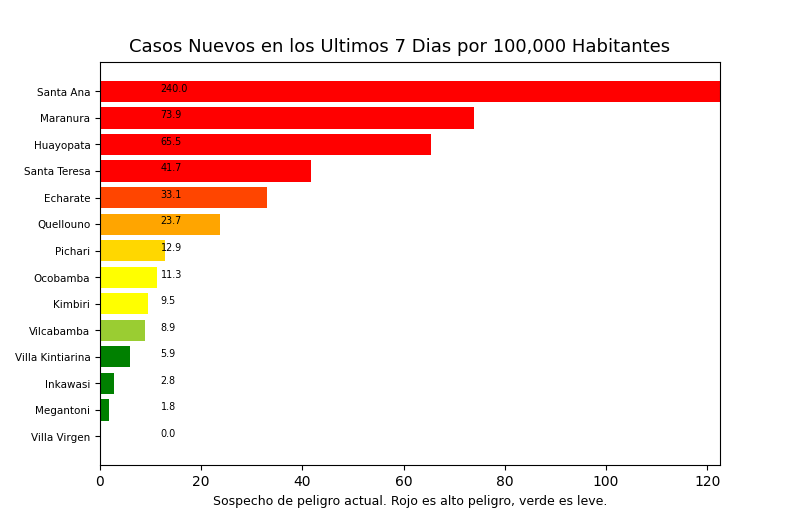 Casos Nuevos en los Ultimos 7 Dias por 100,000 Habitantes
Santa Ana 240.0
Maranura 73.9
Huayopata 65.5
Santa Teresa 41.7
Echarate 33.1
Quellouno 23.7
Pichari 12.9
Ocobamba 11.3
Kimbiri 9.5
Vilcabamba 8.9
Villa Kintiarina 5.9
Inkawasi 2.8
Megantoni 1.8
Villa Virgen 0.0
0 20 40 60 80 100 120
Sospecho de peligro actual. Rojo es alto peligro, verde es leve.